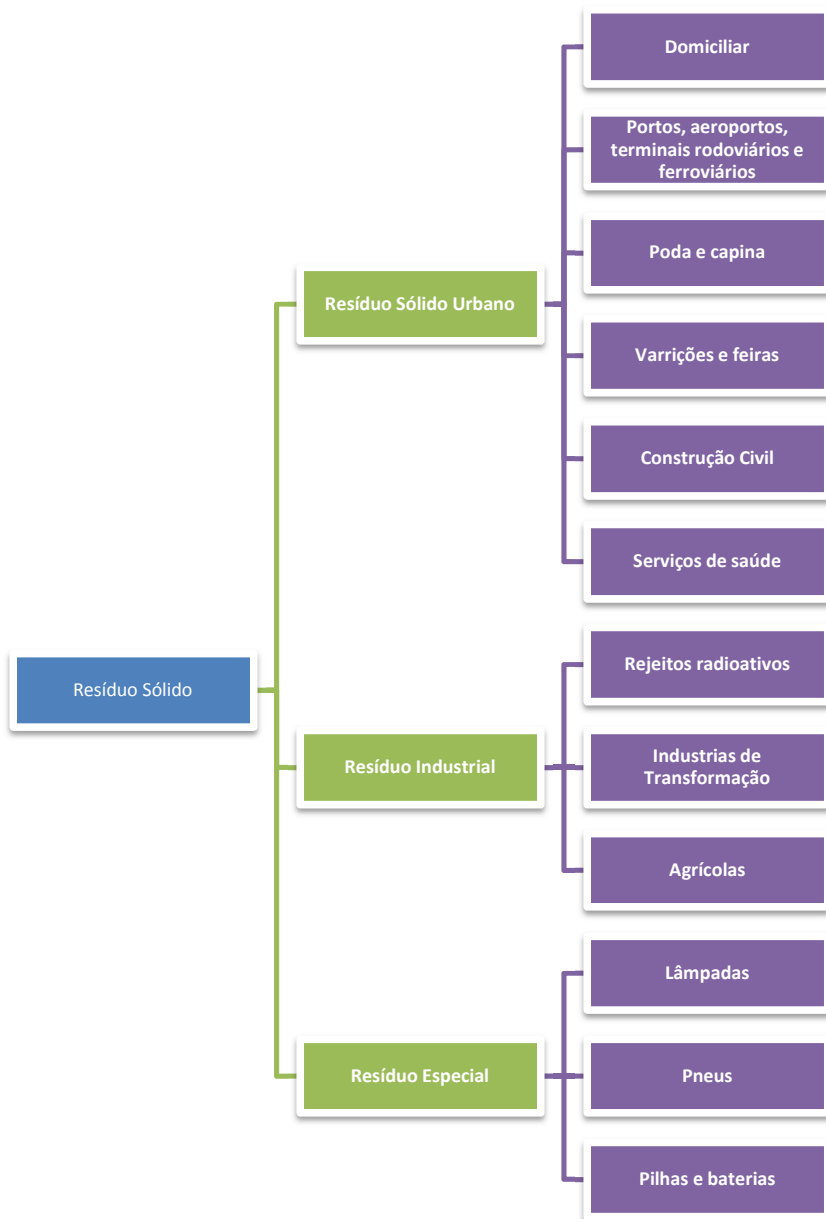 Domiciliar
Portos, aeroportos,
terminais rodoviários e
ferroviários
Poda e capina
Resíduo Sólido Urbano
Varrições e feiras
Construção Civil
Serviços de saúde
Resíduo Sólido
Rejeitos radioativos
Resíduo Industrial
Industrias de
Transformação
Agrícolas
Lâmpadas
Resíduo Especial
Pneus
Pilhas e baterias